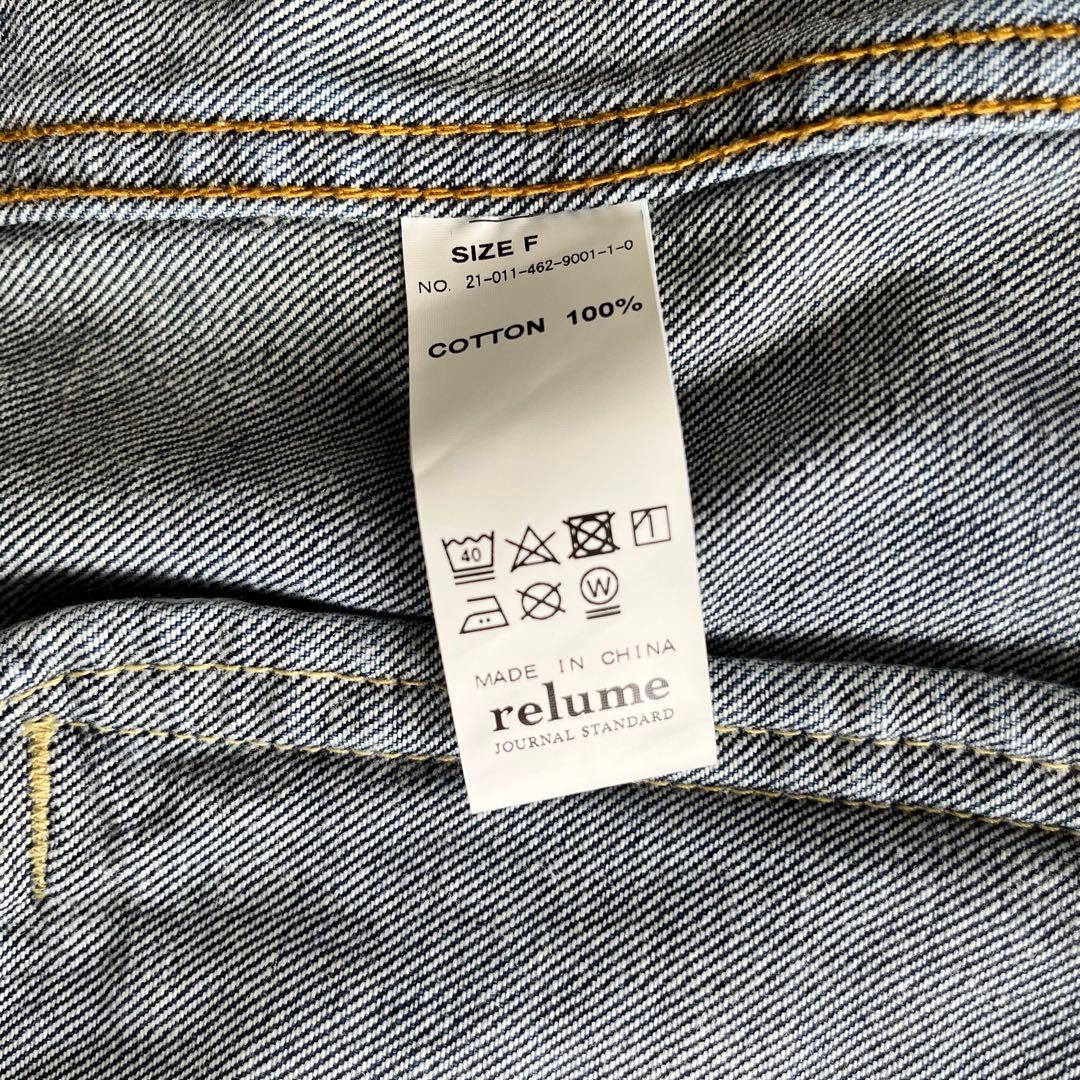 SIZE F
NO. 21-011-462-9001-1-0
COTTON 100%
40
W
MADE IN CHINA
relume
JOURNAL STANDARD